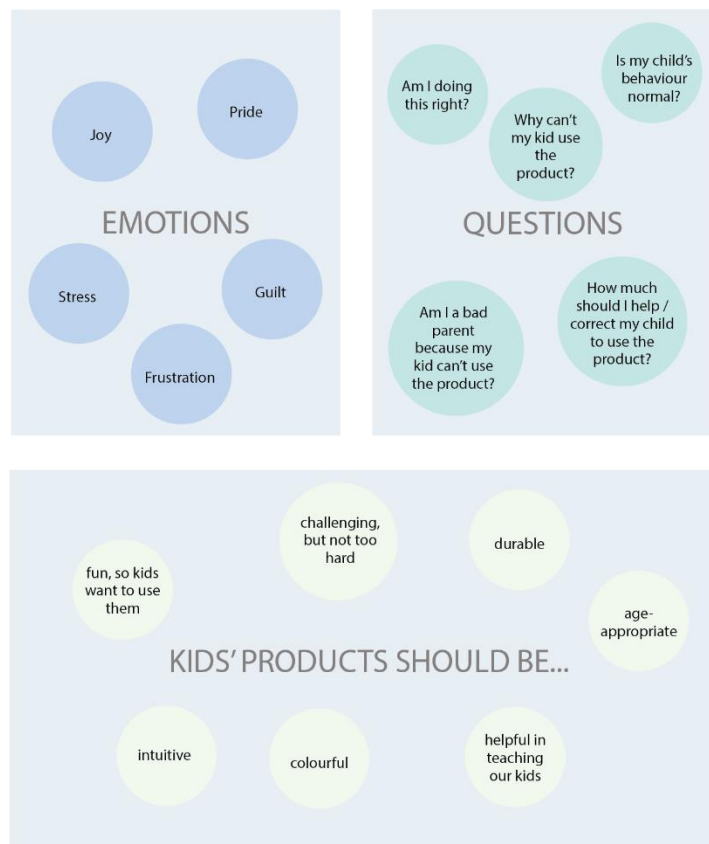 Joy
Pride
EMOTIONS
Stress
Guilt
Frustration
Am I doing
this right?
Is my child's
behaviour
normal?
Why can't
my kid use
the
product?
QUESTIONS
Am I a bad
parent
because my
kid can't use
the product?
How much
should I help /
correct my child
to use the
product?
fun, so kids
want to use
them
challenging,
but not too
hard
durable
age-
appropriate
KIDS' PRODUCTS SHOULD BE...
intuitive
colourful
helpful in
teaching
our kids